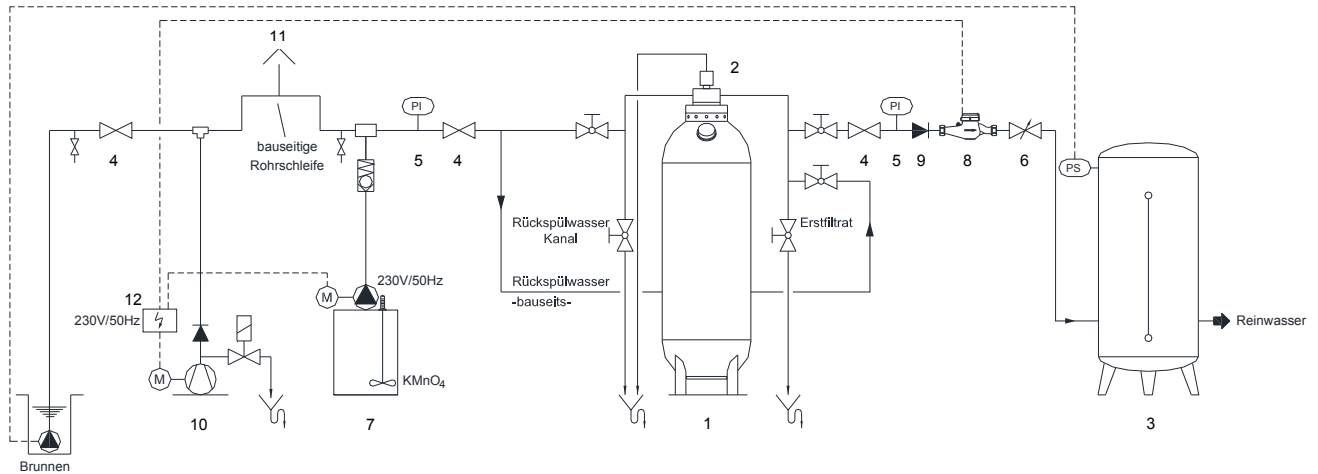 11
2
PI
PI
4
bauseitige
Rohrschleife
5
4
4
5
9
8
6
PS
Rückspülwasser
Kanal
Erstfiltrat
12
230V/50Hz
230V/50Hz
M
Rückspülwasser
-bauseits-
Reinwasser
M
KMnO4
10
7
1
3
Brunnen